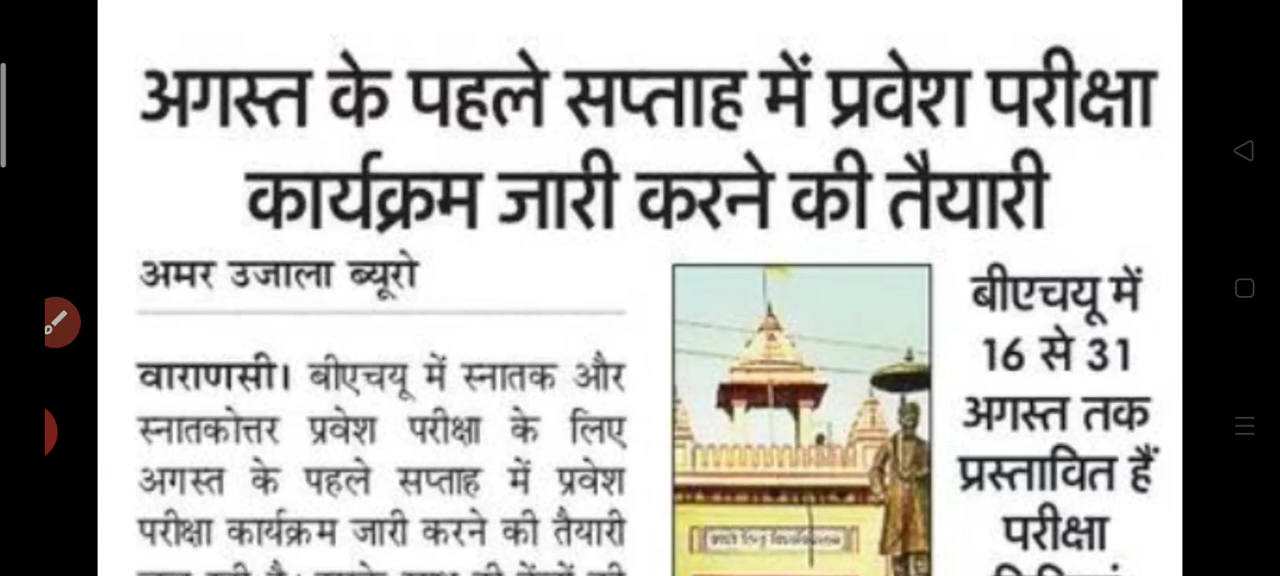 अगस्त के पहले सप्ताह में प्रवेश परीक्षा
कार्यक्रम जारी करने की तैयारी
अमर उजाला ब्यूरो
वाराणसी। बीएचयू में स्नातक और
स्नातकोत्तर प्रवेश परीक्षा के लिए
अगस्त के पहले सप्ताह में प्रवेश
परीक्षा कार्यक्रम जारी करने की तैयारी
बीएचयू में
16 से 31
अगस्त तक
प्रस्तावित हैं
परीक्षा